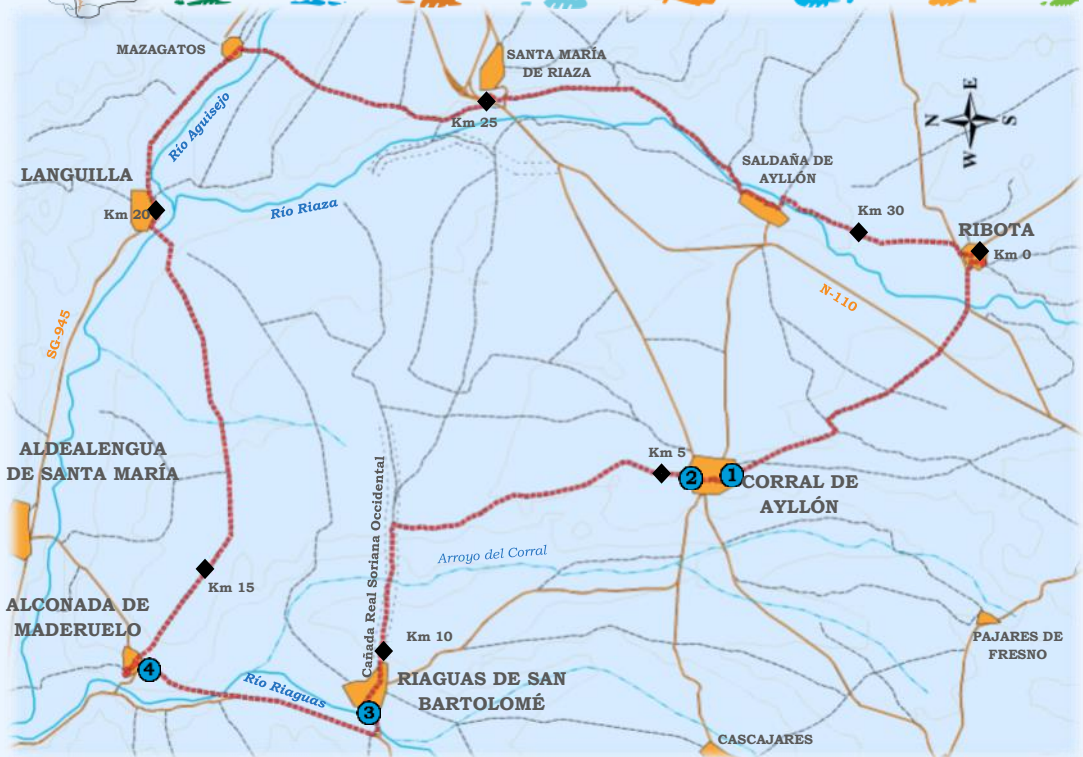 MAZAGATOS
SANTA MARÍA
DE RIAZA
Km 25
Río Aguisejo
E
N
S
W
SALDAÑA DE
AYLLÓN
LANGUILLA
Km 20
Río Riaza
Km 30
RIBOTA
Km 0
N-110
SG-945
ALDEALENGUA
DE SANTA MARÍA
Km 5
2
1
CORRAL DE
AYLLÓN
Cañada Real Soriana Occidental
Arroyo del Corral
Km 15
ALCONADA DE
MADERUELO
4
Km 10
PAJARES DE
FRESNO
Río Riaguas
RIAGUAS DE SAN
BARTOLOMÉ
3
CASCAJARES